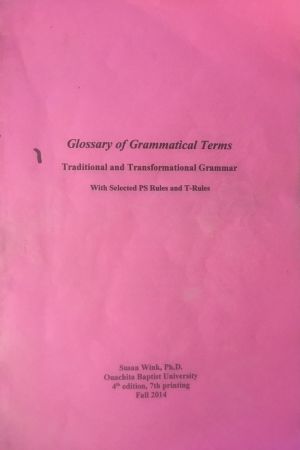 Glossary of Grammatical Terms
Traditional and Transformational Grammar
With Selected PS Rules and T-Rules
Susan Wink, Ph.D.
Ouachita Baptist University
4th edition, 7th printing
Fall 2014